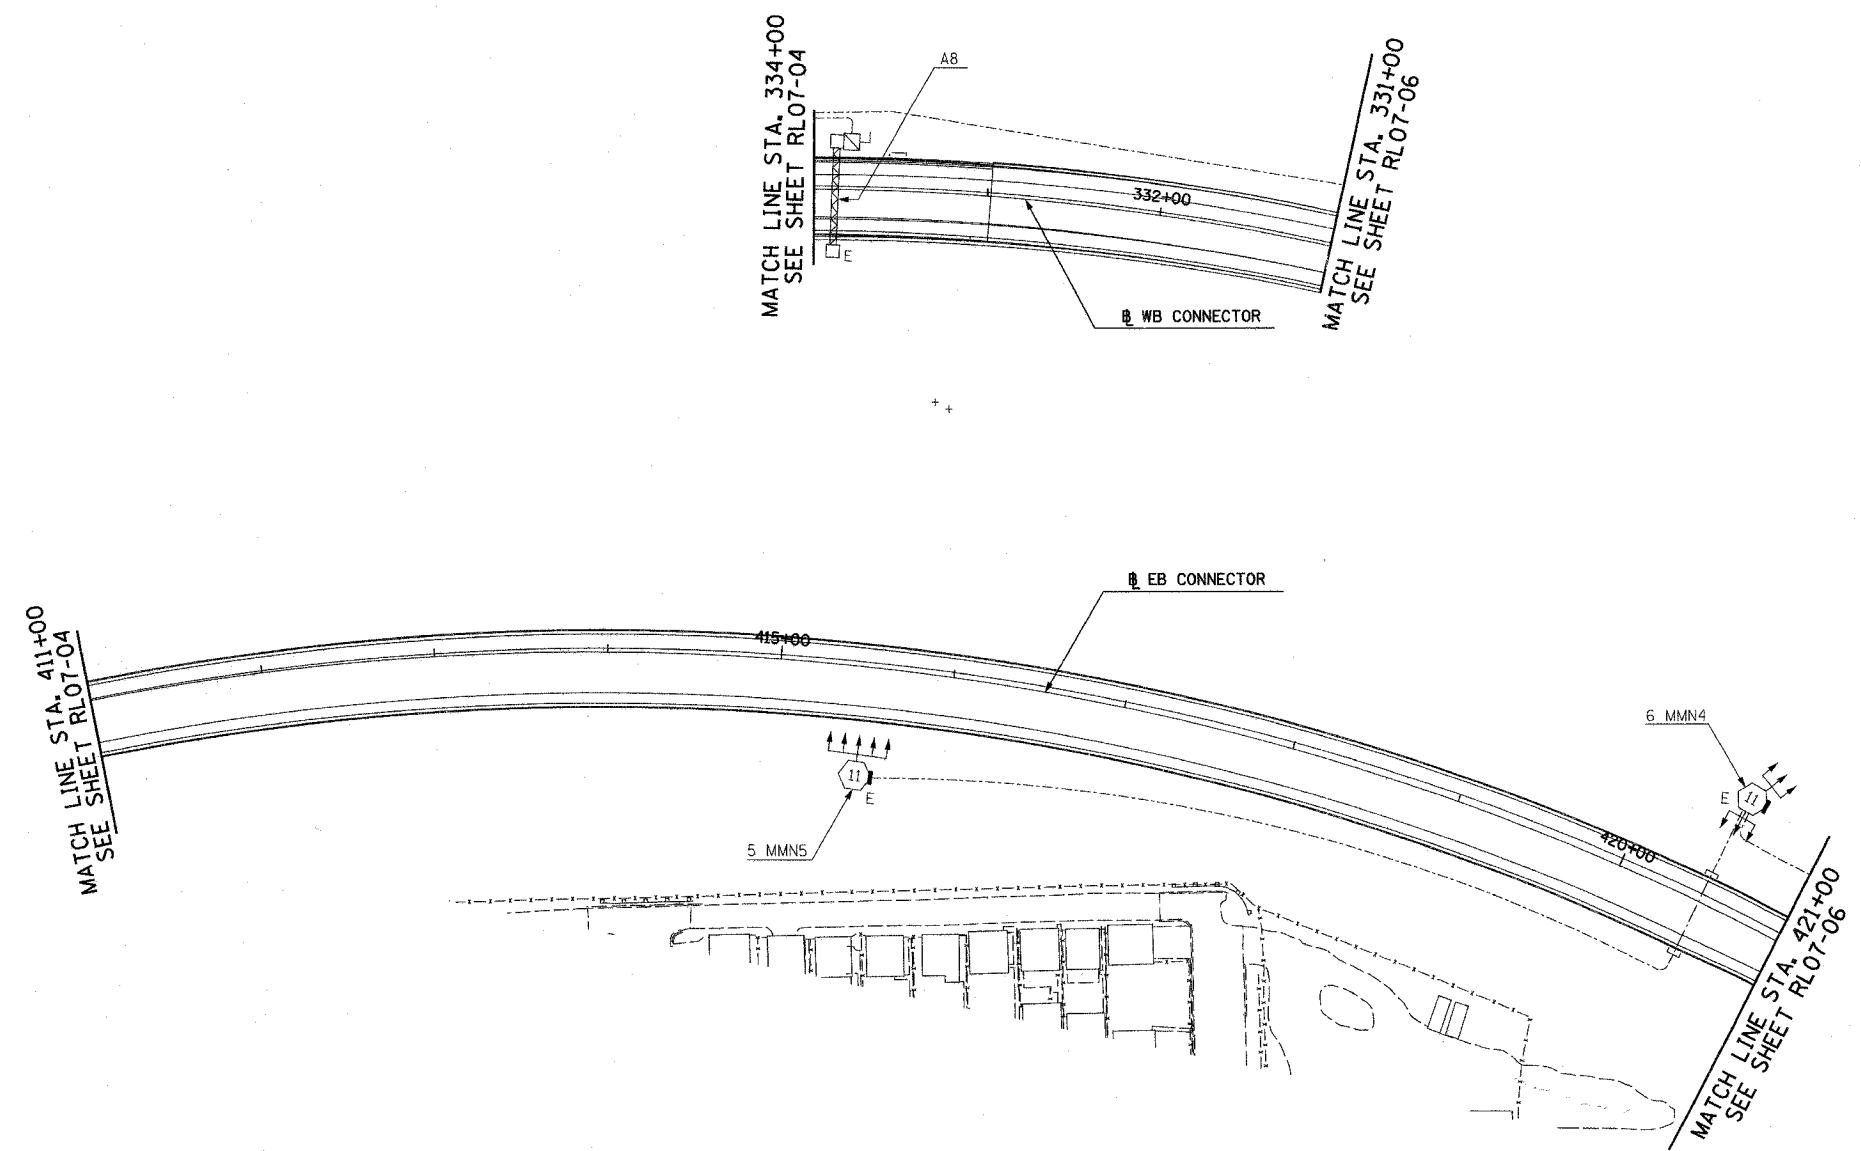 MATCH LINE STA. 334+00
SEE SHEET RL07-04
A8
E
332+00
MATCH LINE STA. 331+00
SEE SHEET RL07-06
℄ WB CONNECTOR
MATCH LINE STA. 411+00
SEE SHEET RL07-04
415+00
℄ EB CONNECTOR
11
E
5 MMN5
6 MMN4
E
11
420+00
MATCH LINE STA. 421+00
SEE SHEET RL07-06